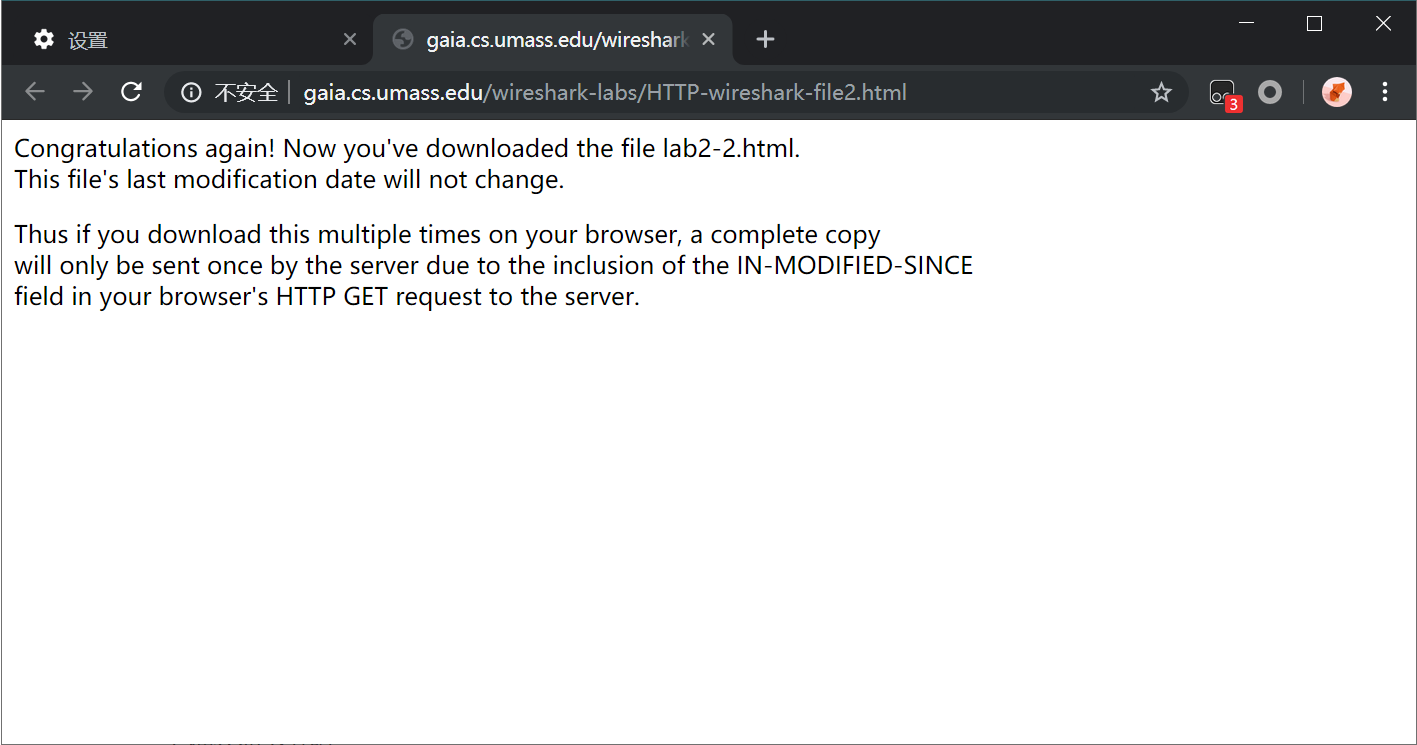 设置
gaia.cs.umass.edu/wireshark
不安全
gaia.cs.umass.edu/wireshark-labs/HTTP-wireshark-file2.html
3
Congratulations again! Now you've downloaded the file lab2-2.html.
This file's last modification date will not change.
Thus if you download this multiple times on your browser, a complete copy
will only be sent once by the server due to the inclusion of the IN-MODIFIED-SINCE
field in your browser's HTTP GET request to the server.